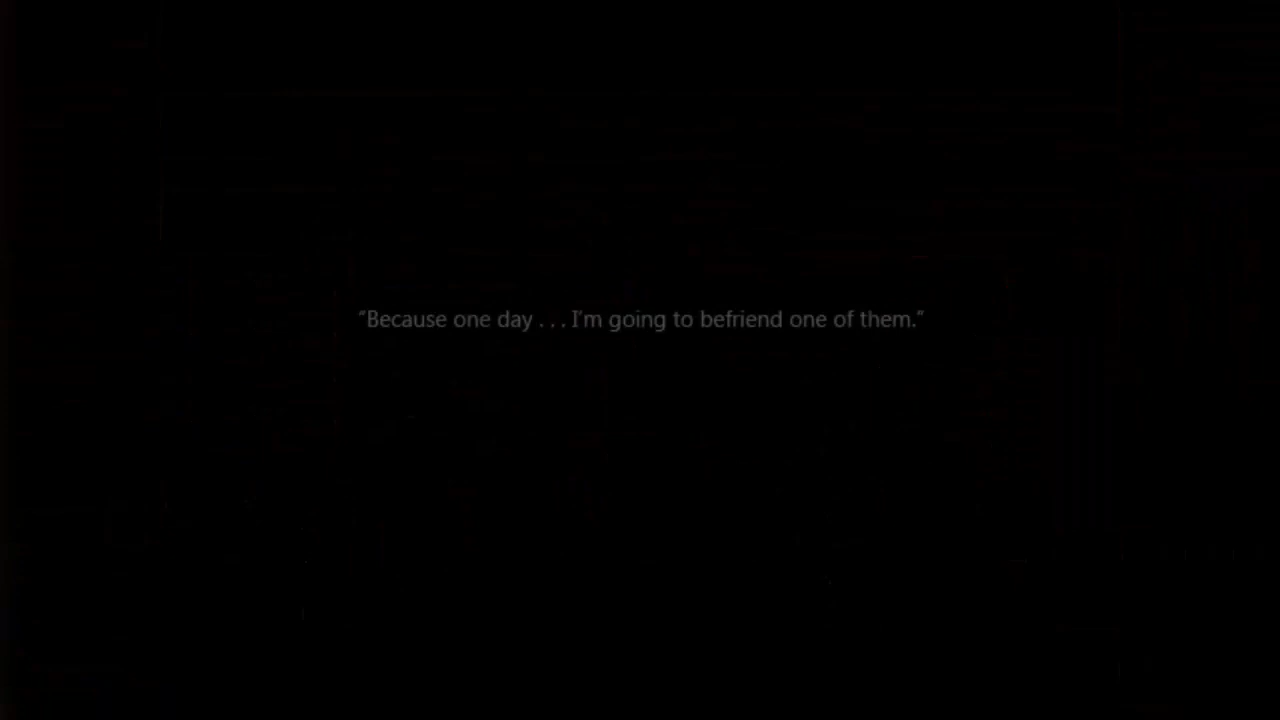 “Because one day . . . I’m going to befriend one of them.”